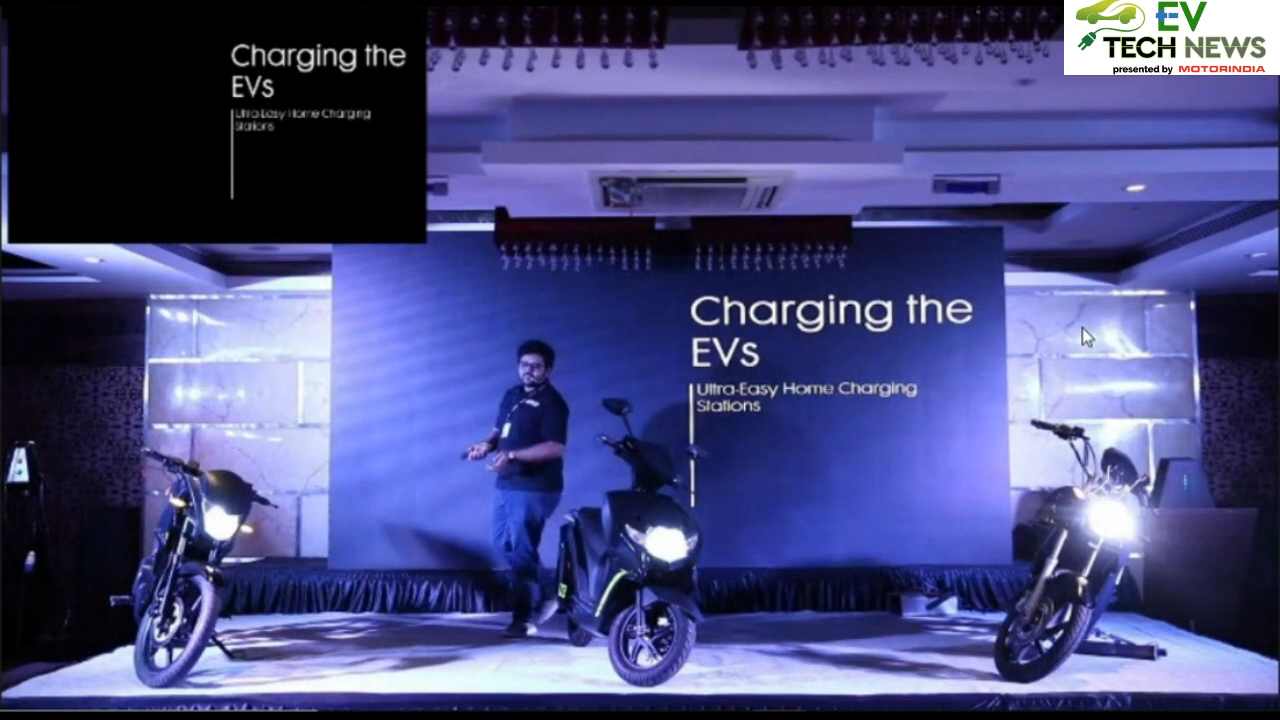 Charging the
EVs
Ultra-Easy Home Charging
Stations
EV
TECH NEWS
presented by MOTORINDIA
Charging the
EVs
Ultra-Easy Home Charging
Stations